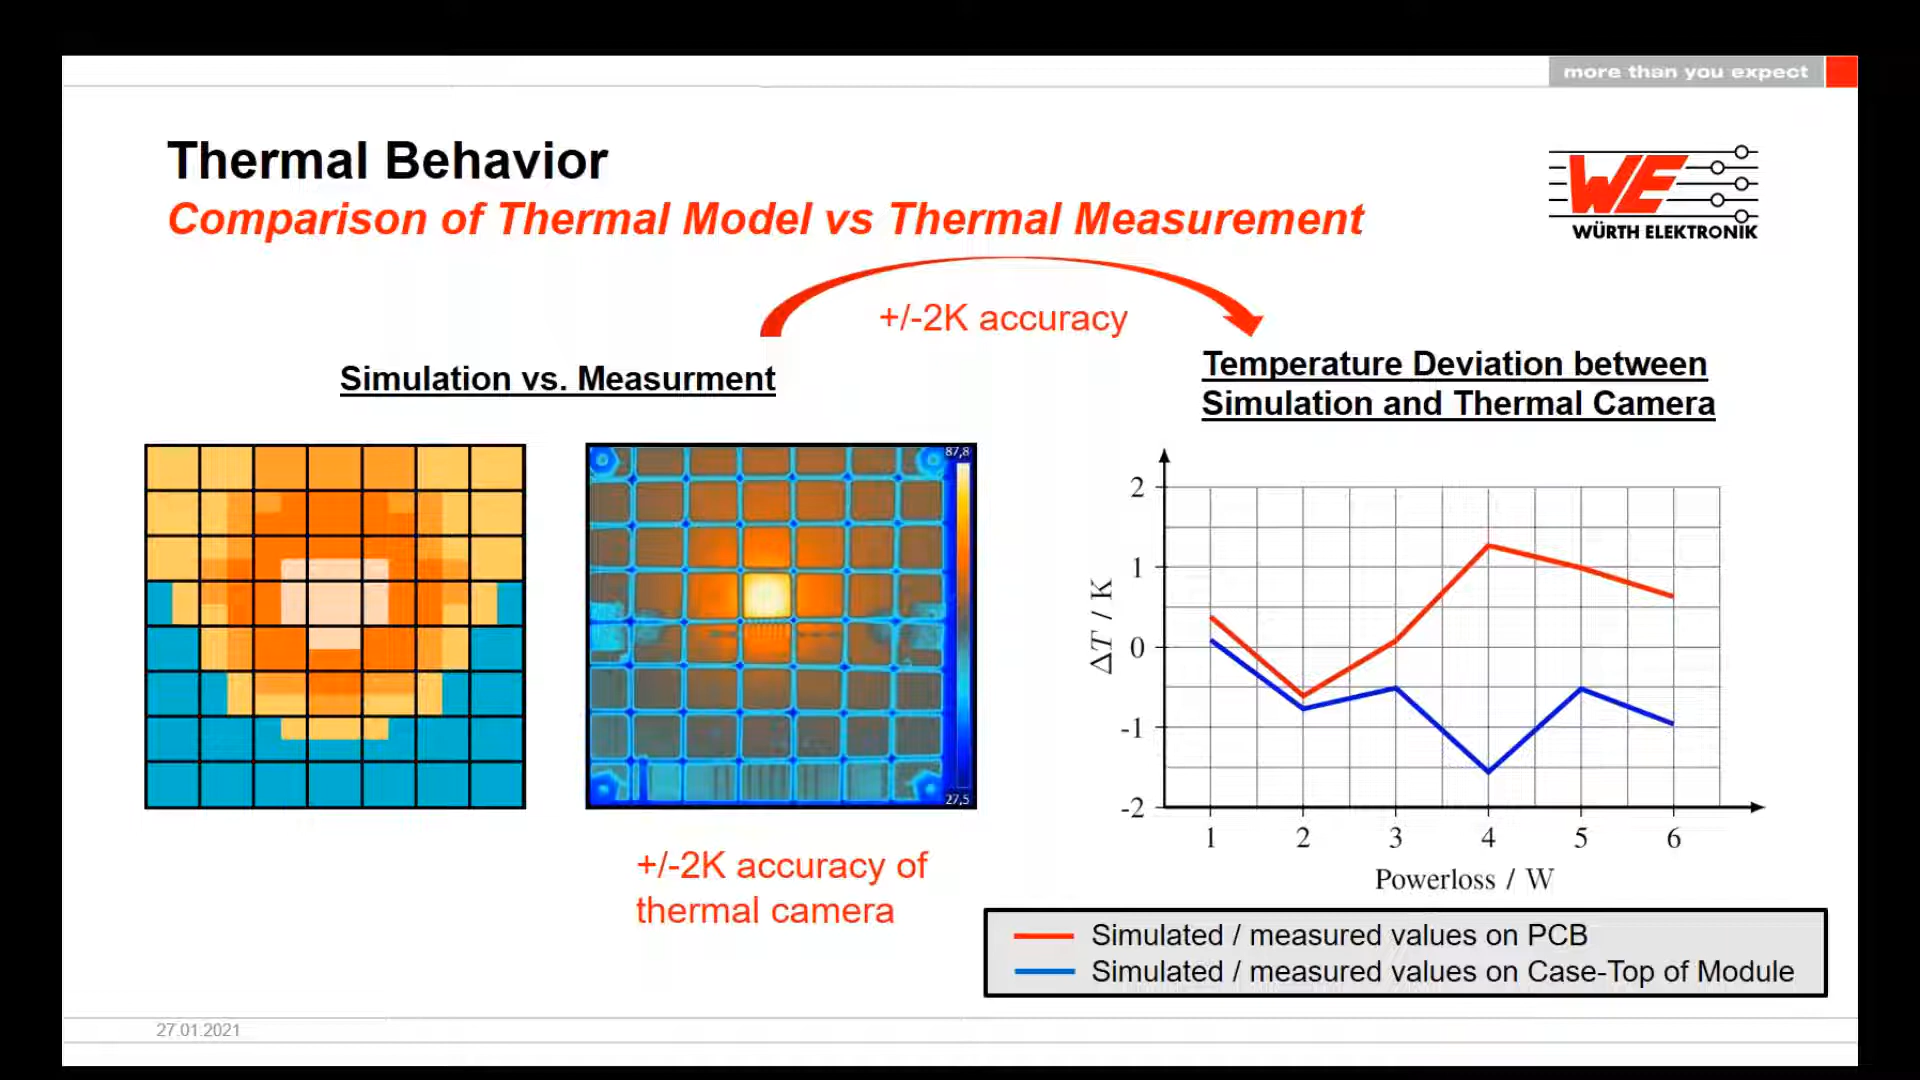 more than you expect
Thermal Behavior
Comparison of Thermal Model vs Thermal Measurement
WE
WÜRTH ELEKTRONIK
+/-2K accuracy
Simulation vs. Measurment
Temperature Deviation between
Simulation and Thermal Camera
87,8
27,5
+/-2K accuracy of
thermal camera
ΔT / K
2
1
0
-1
-2
1 2 3 4 5 6
Powerloss / W
Simulated / measured values on PCB
Simulated / measured values on Case-Top of Module
27.01.2021